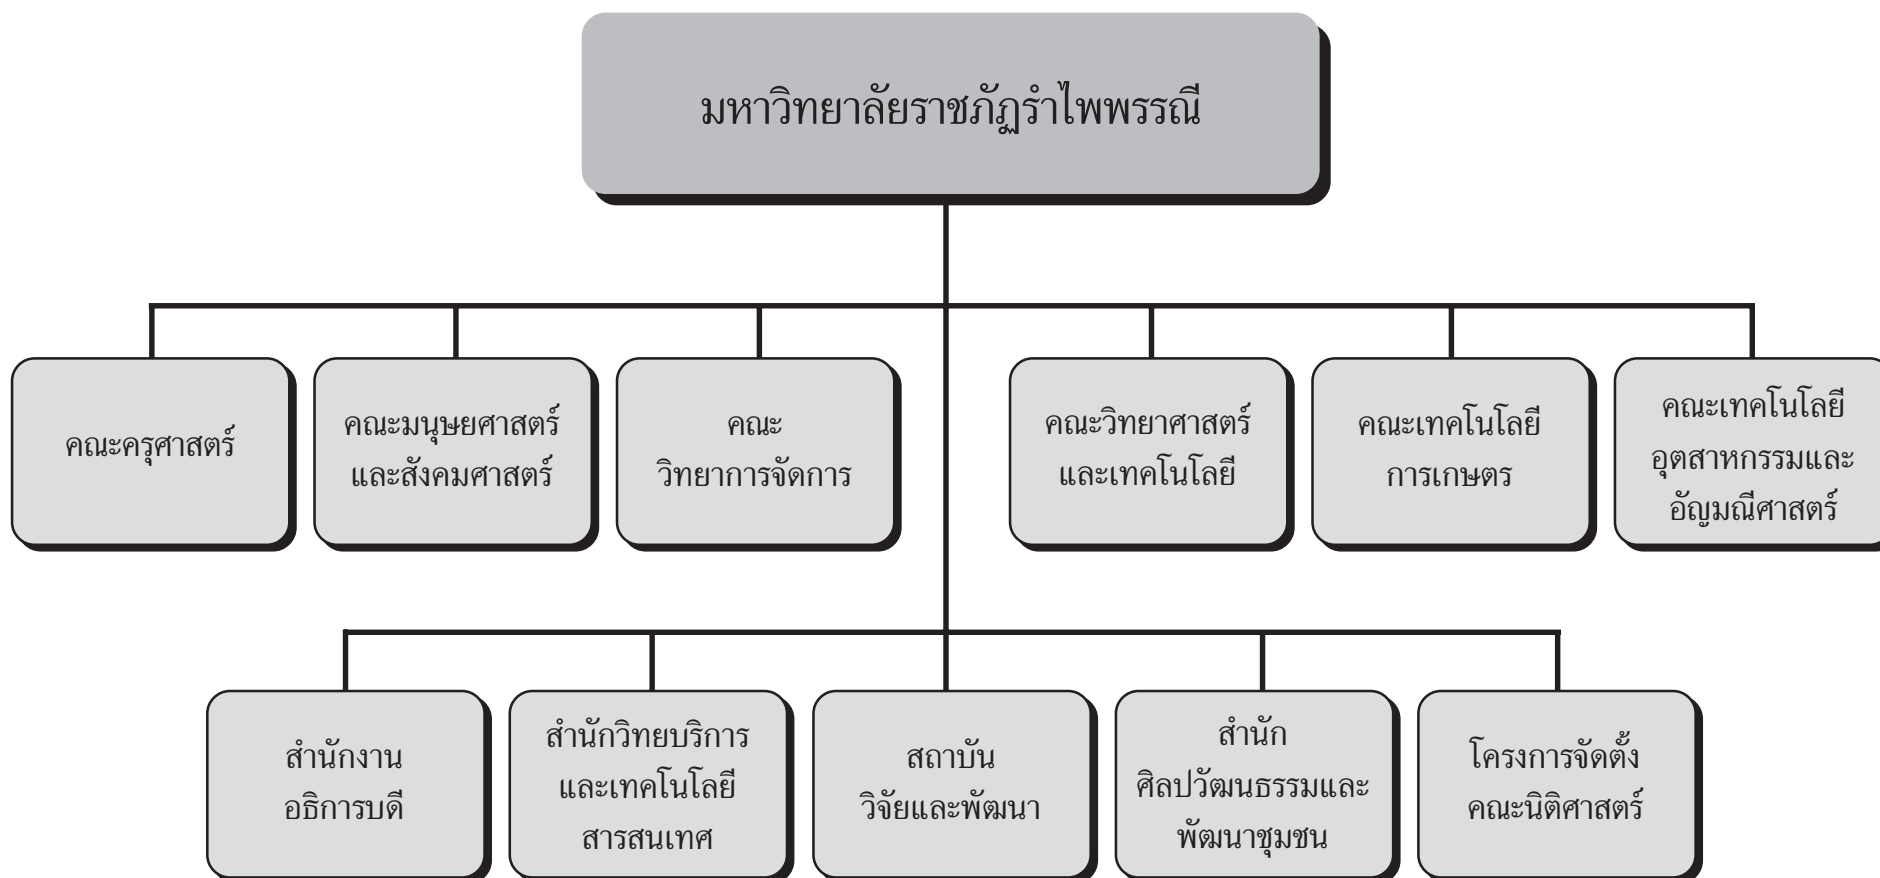 มหาวิทยาลัยราชภัฏรำไพพรรณี
คณะครุศาสตร์
คณะมนุษยศาสตร์
และสังคมศาสตร์
คณะ
วิทยาการจัดการ
คณะวิทยาศาสตร์
และเทคโนโลยี
คณะเทคโนโลยี
การเกษตร
คณะเทคโนโลยี
อุตสาหกรรมและ
อัญมณีศาสตร์
สำนักงาน
อธิการบดี
สำนักวิทยบริการ
และเทคโนโลยี
สารสนเทศ
สถาบัน
วิจัยและพัฒนา
สำนัก
ศิลปวัฒนธรรมและ
พัฒนาชุมชน
โครงการจัดตั้ง
คณะนิติศาสตร์